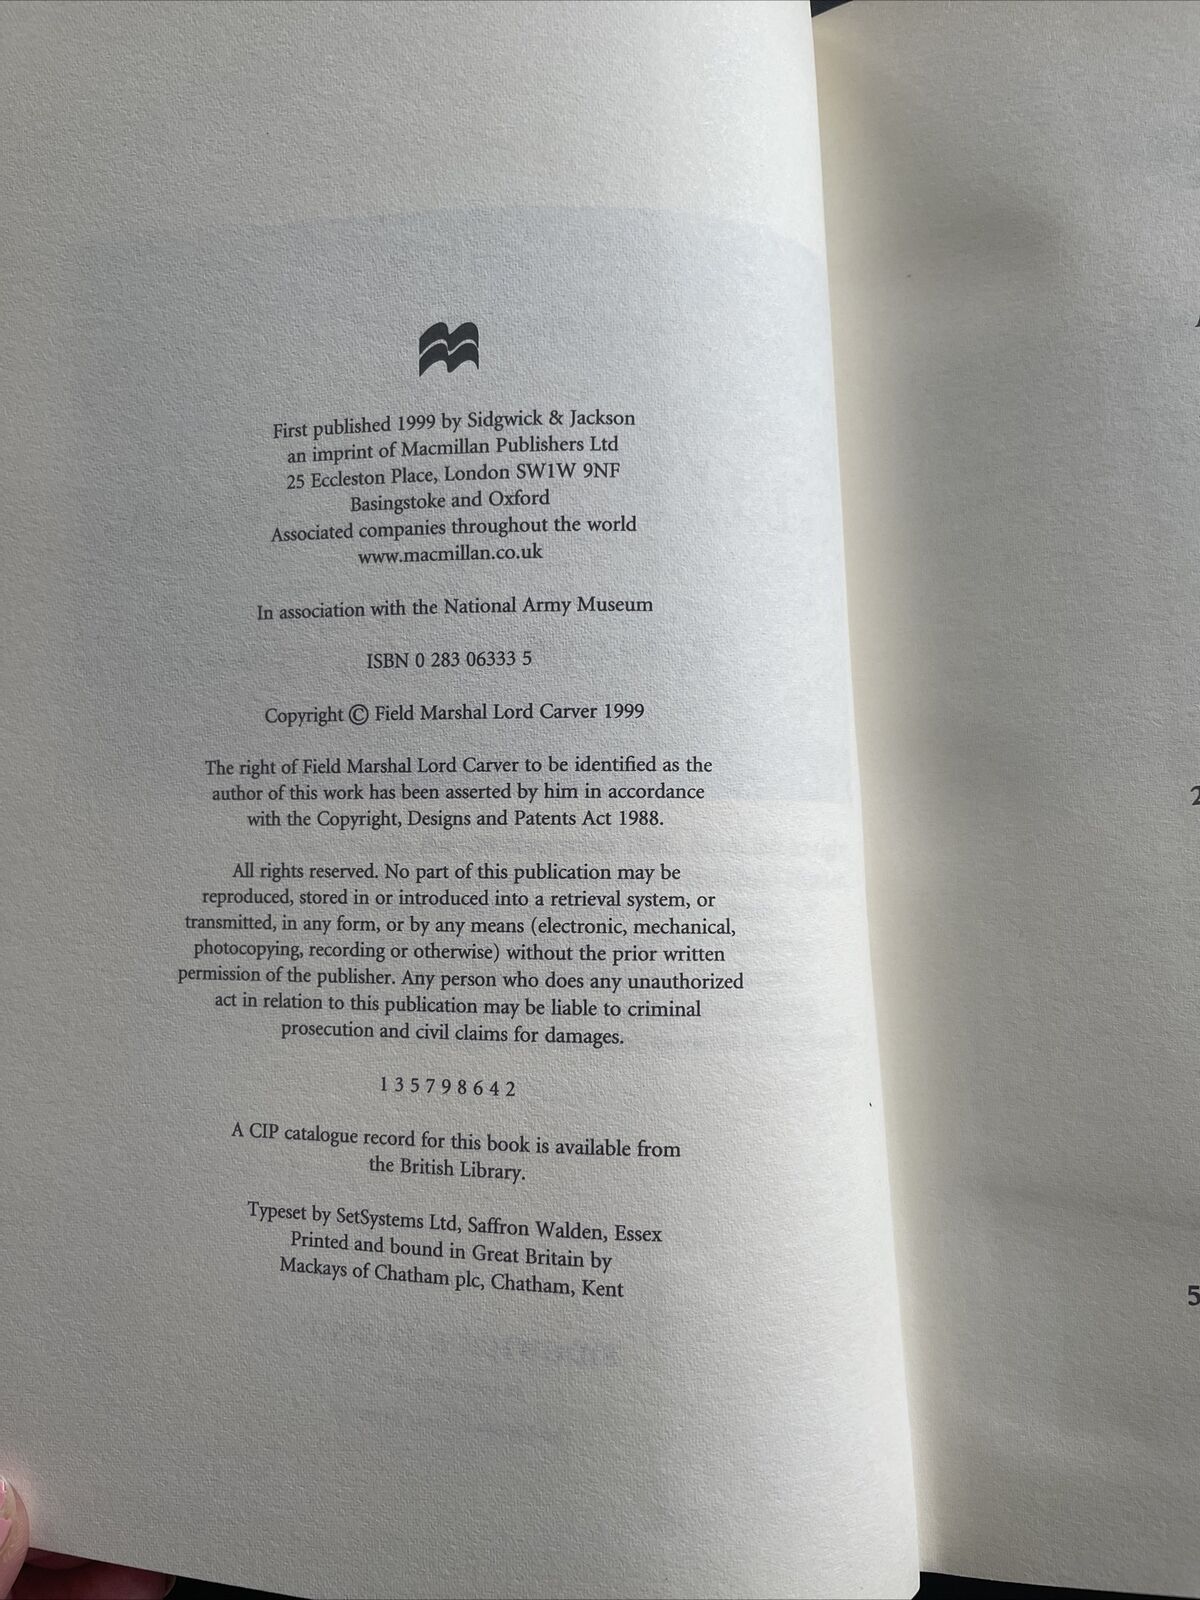 First published 1999 by Sidgwick & Jackson
an imprint of Macmillan Publishers Ltd
25 Eccleston Place, London SW1W 9NF
Basingstoke and Oxford
Associated companies throughout the world
www.macmillan.co.uk
In association with the National Army Museum
ISBN 0 283 06333 5
Copyright © Field Marshal Lord Carver 1999
The right of Field Marshal Lord Carver to be identified as the
author of this work has been asserted by him in accordance
with the Copyright, Designs and Patents Act 1988.
All rights reserved. No part of this publication may be
reproduced, stored in or introduced into a retrieval system, or
transmitted, in any form, or by any means (electronic, mechanical,
photocopying, recording or otherwise) without the prior written
permission of the publisher. Any person who does any unauthorized
act in relation to this publication may be liable to criminal
prosecution and civil claims for damages.
1 3 5 7 9 8 6 4 2
A CIP catalogue record for this book is available from
the British Library.
Typeset by SetSystems Ltd, Saffron Walden, Essex
Printed and bound in Great Britain by
Mackays of Chatham plc, Chatham, Kent
2
5